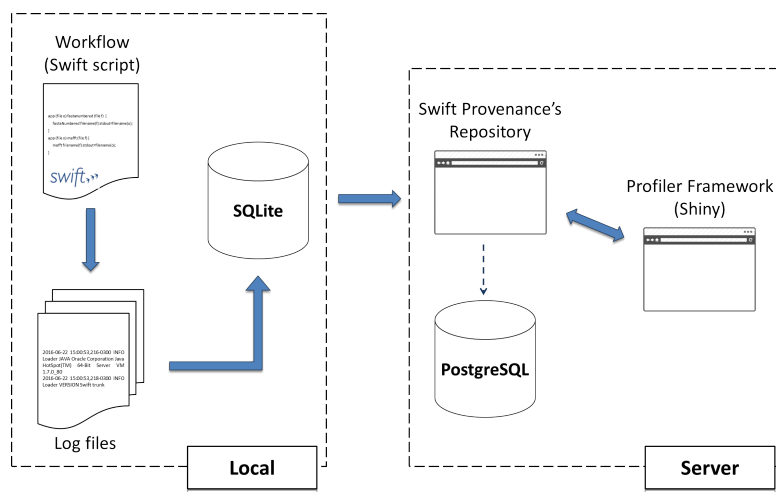 Workflow
(Swift script)
swift
Log files
2016-06-22 15:00:53,216-0300 INFO
Loader JAVA Oracle Corporation Java
HotSpot(TM) 64-Bit Server VM
1.7.0_80
2016-06-22 15:00:53,218-0300 INFO
Loader VERSION Swift trunk
SQLite
Local
Swift Provenance's
Repository
PostgreSQL
Profiler Framework
(Shiny)
Server